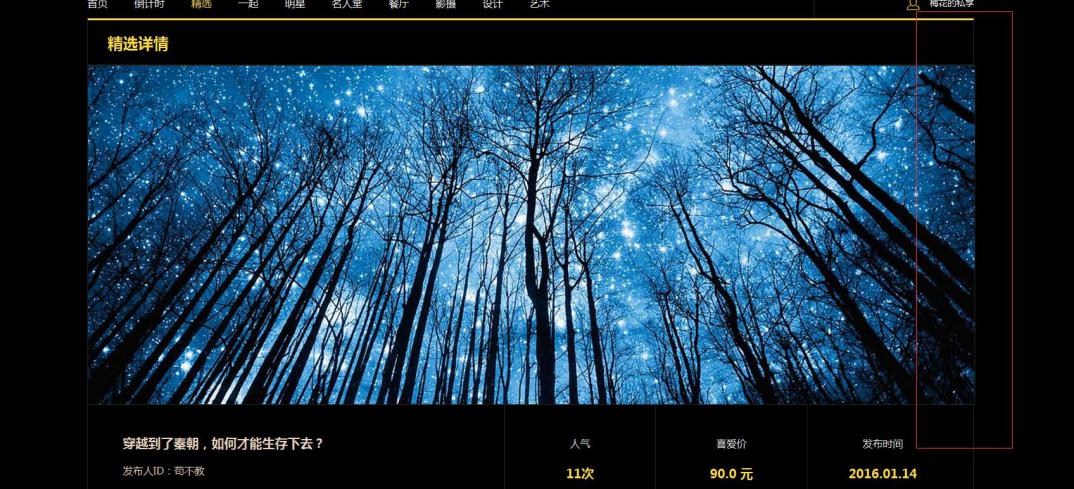 首页 倒计时 精选 一起 明星 名人堂 餐厅 影摄 设计 艺术 梅花的私享
精选详情
穿越到了秦朝，如何才能生存下去？
发布人ID：苟不教
人气 喜爱价 发布时间
11次 90.0 元 2016.01.14